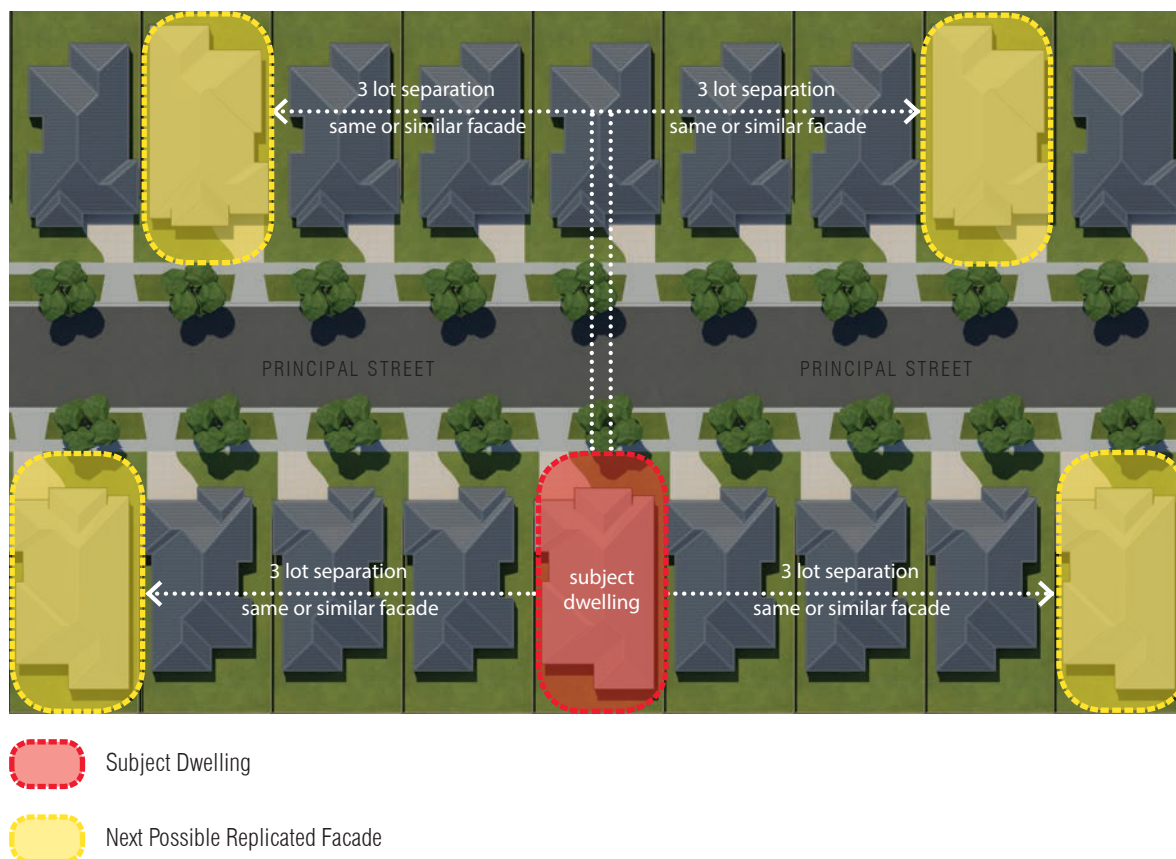 3 lot separation
same or similar facade
3 lot separation
same or similar facade
PRINCIPAL STREET
PRINCIPAL STREET
3 lot separation
same or similar facade
subject
dwelling
3 lot separation
same or similar facade
Subject Dwelling
Next Possible Replicated Facade